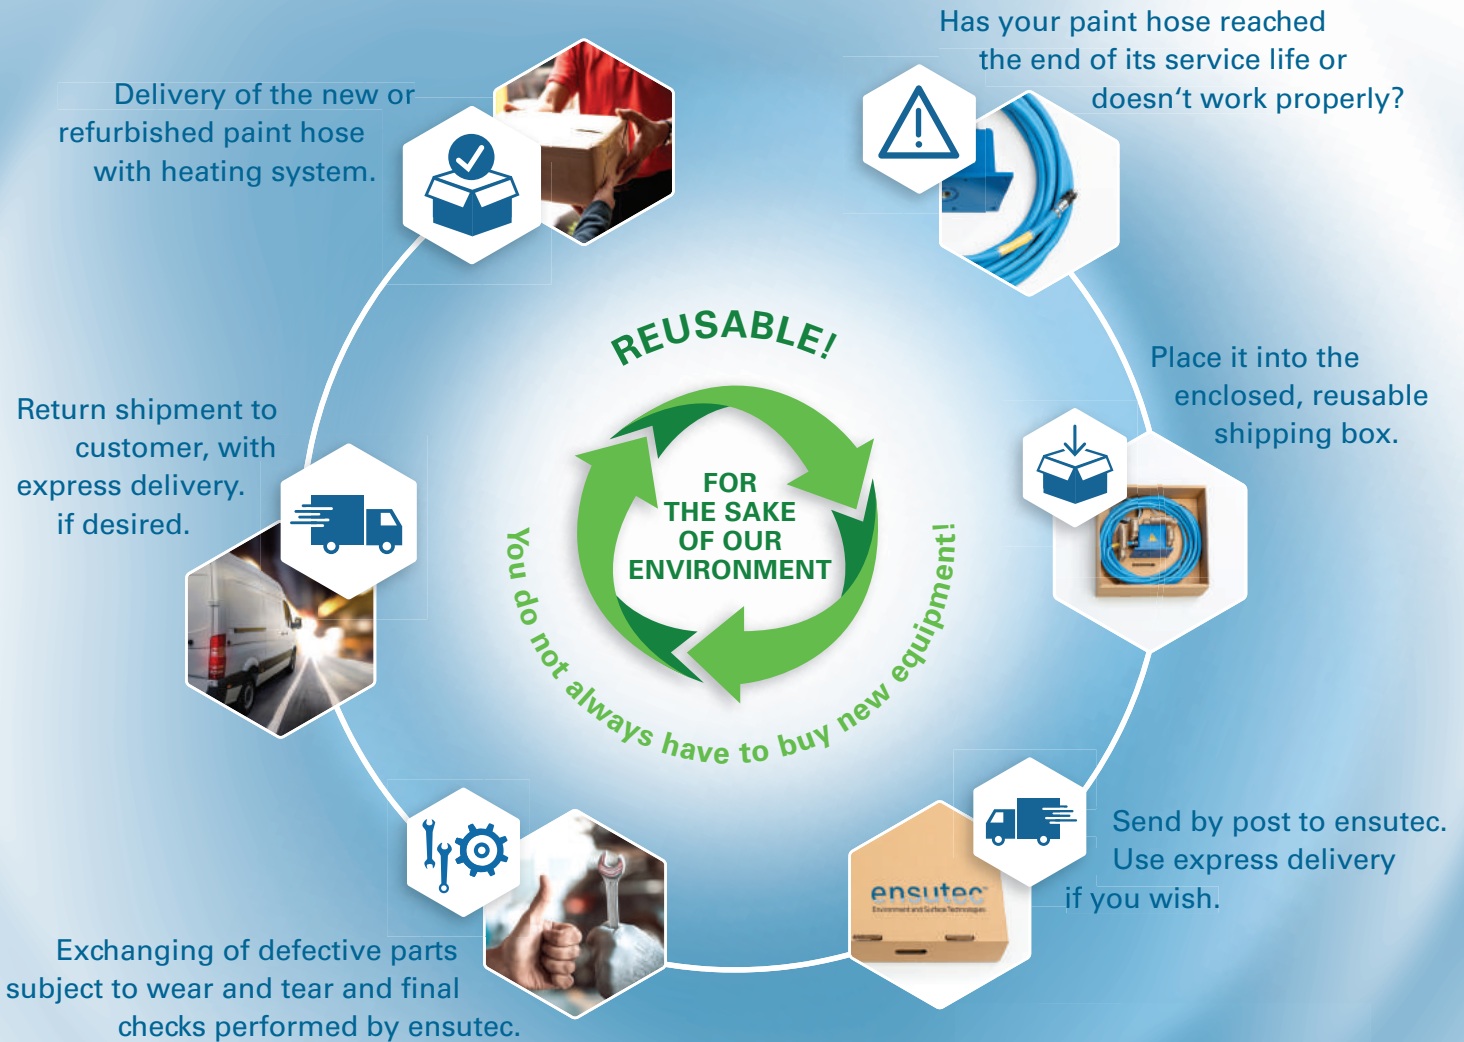 Has your paint hose reached
the end of its service life or
doesn‘t work properly?
Place it into the
enclosed, reusable
shipping box.
Send by post to ensutec.
Use express delivery
if you wish.
ensutec
Environment and Surface Technologies
Exchanging of defective parts
subject to wear and tear and final
checks performed by ensutec.
Return shipment to
customer, with
express delivery.
if desired.
Delivery of the new or
refurbished paint hose
with heating system.
REUSABLE!
FOR
THE SAKE
OF OUR
ENVIRONMENT
You do not always have to buy new equipment!